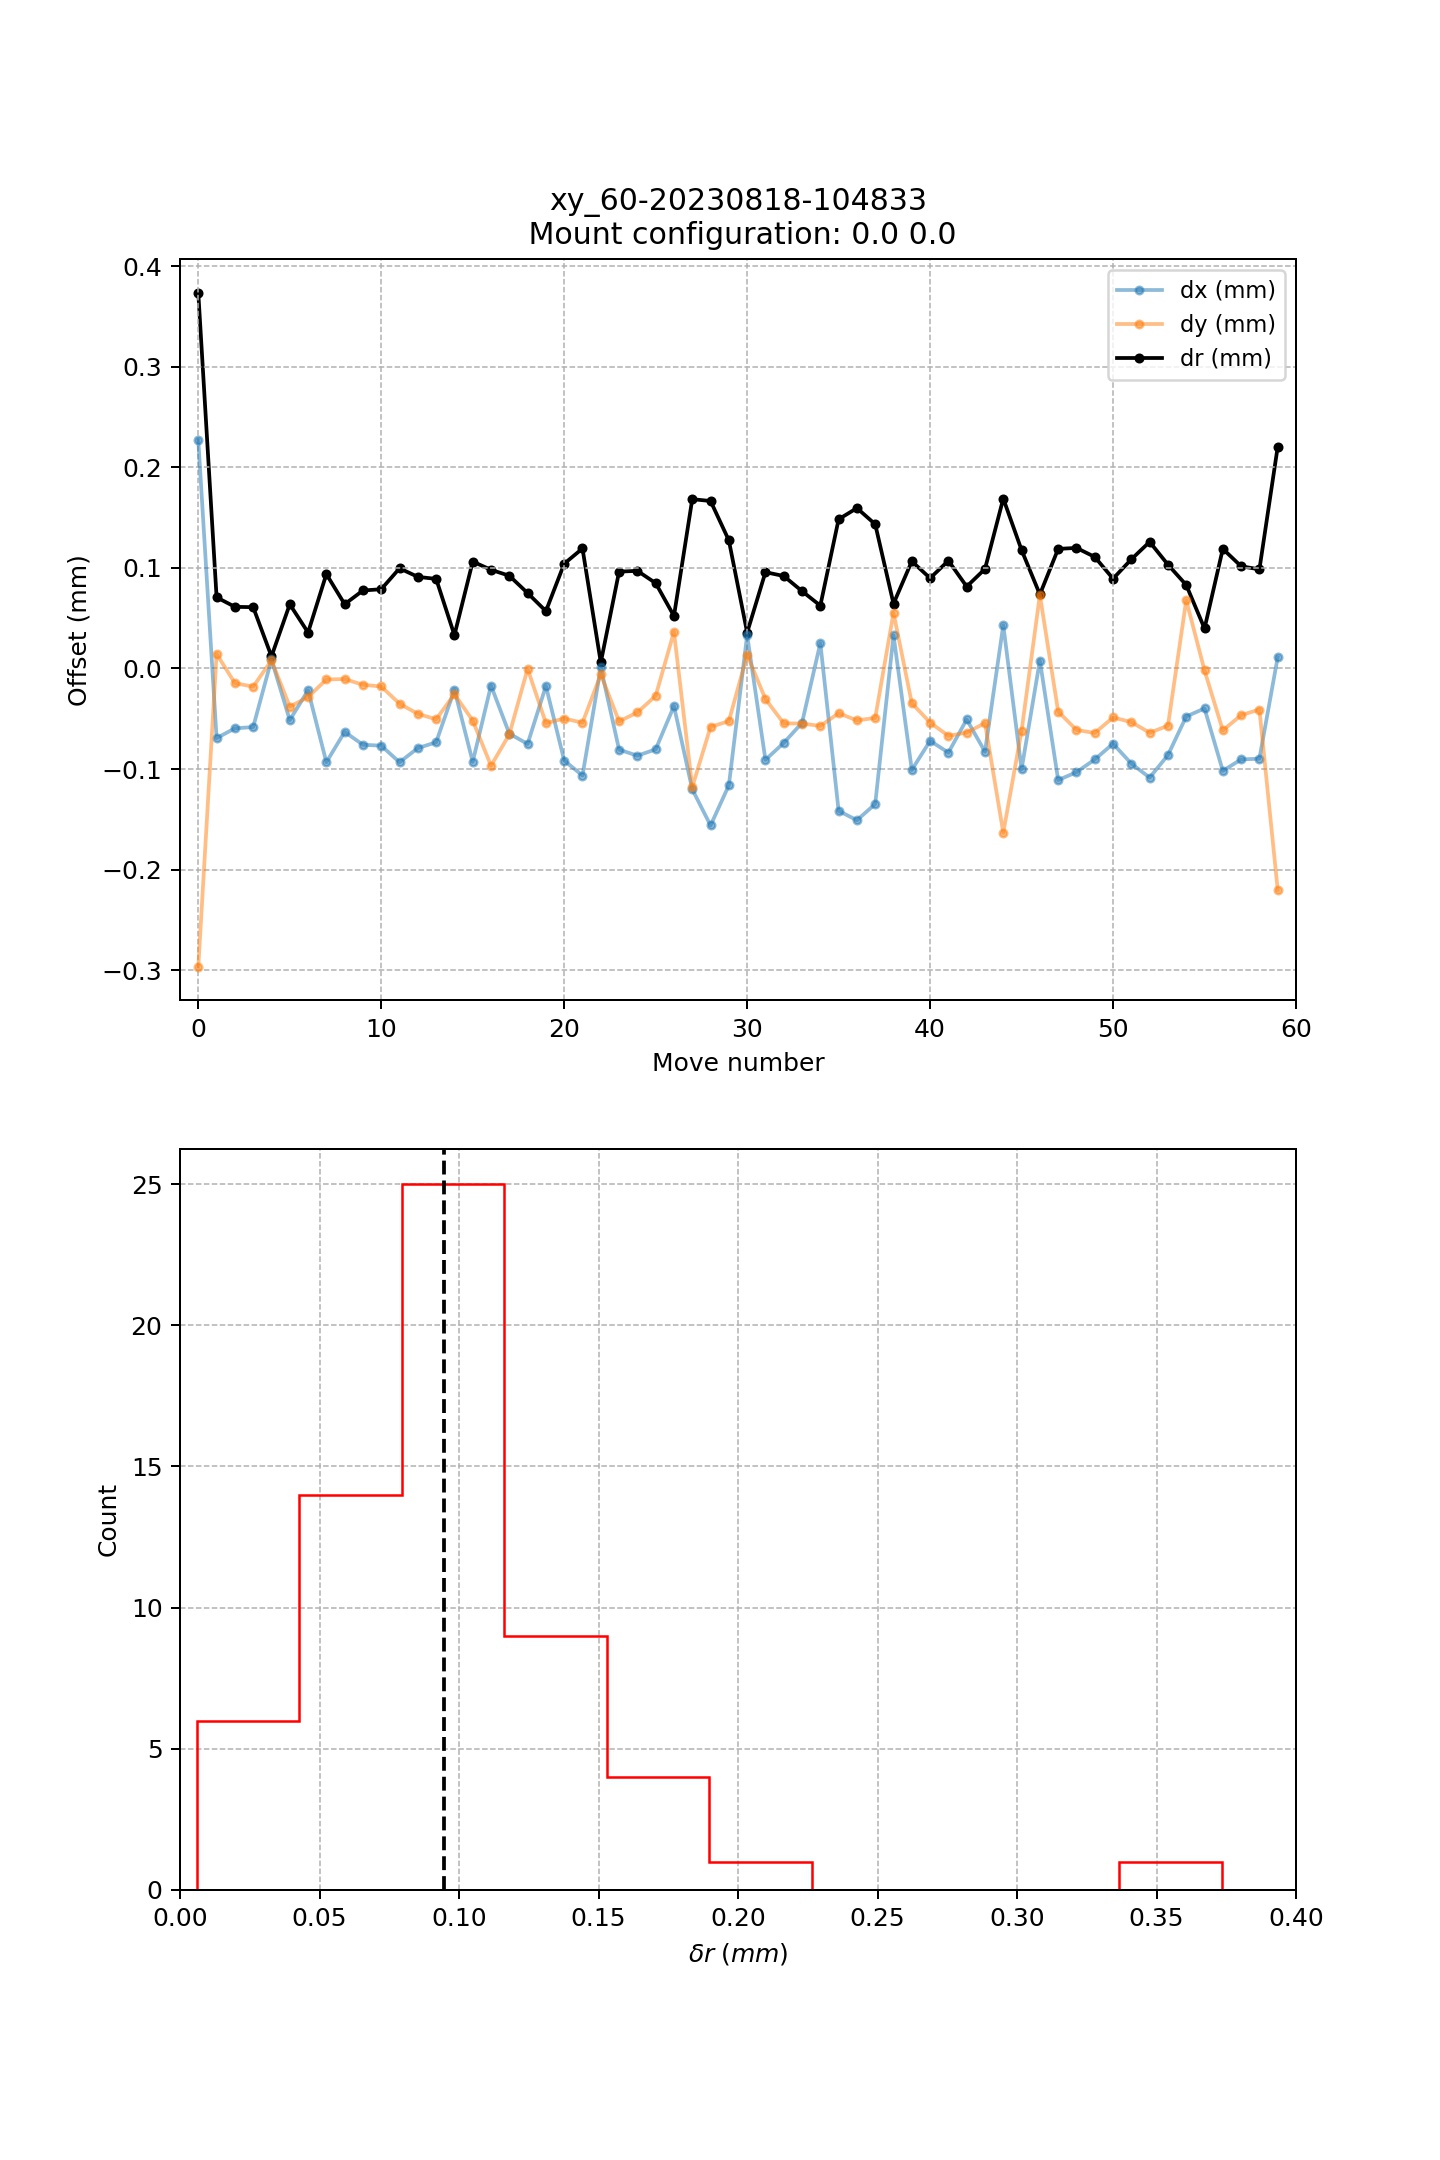 xy_60-20230818-104833
Mount configuration: 0.0 0.0
0.4
0.3
0.2
0.1
0.0
−0.1
−0.2
−0.3
Offset (mm)
dx (mm)
dy (mm)
dr (mm)
0 10 20 30 40 50 60
Move number
25
20
15
10
5
0
Count
0.00 0.05 0.10 0.15 0.20 0.25 0.30 0.35 0.40
δr (mm)